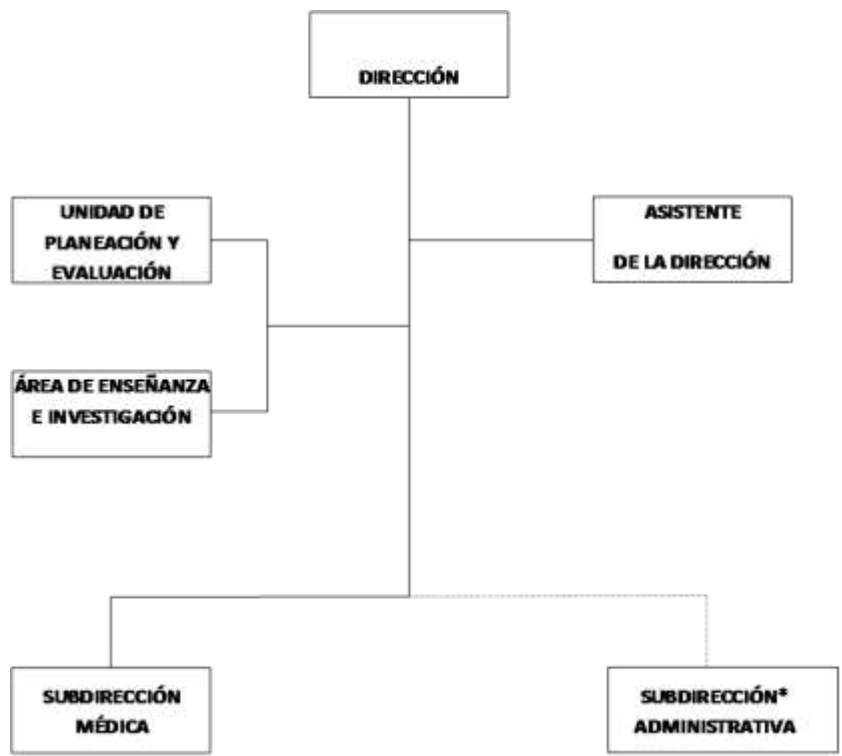 DIRECCIÓN
UNIDAD DE
PLANEACIÓN Y
EVALUACIÓN
ASISTENTE
DE LA DIRECCIÓN
ÁREA DE ENSEÑANZA
E INVESTIGACIÓN
SUBDIRECCIÓN
MÉDICA
SUBDIRECCIÓN*
ADMINISTRATIVA